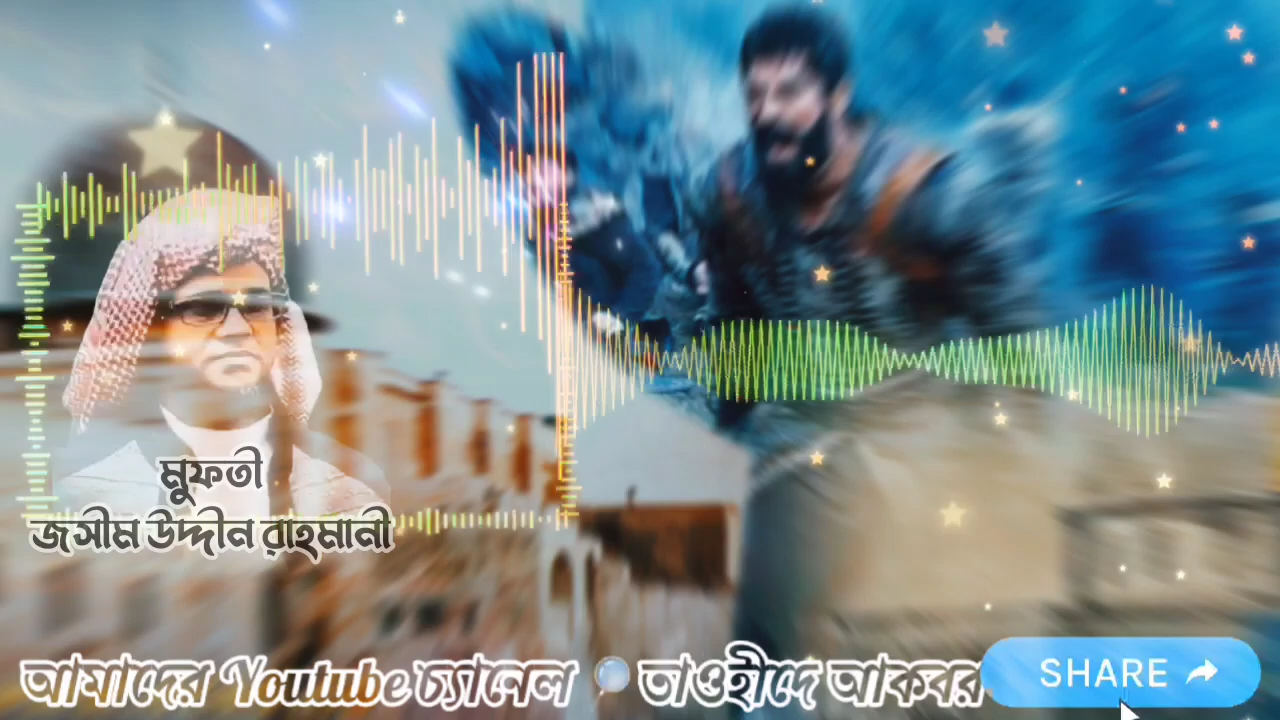 মুফতী
জসীম উদ্দীন রাহমানী
আমাদের Youtube চ্যানেল 🔎 তাওহীদে আকবর
SHARE